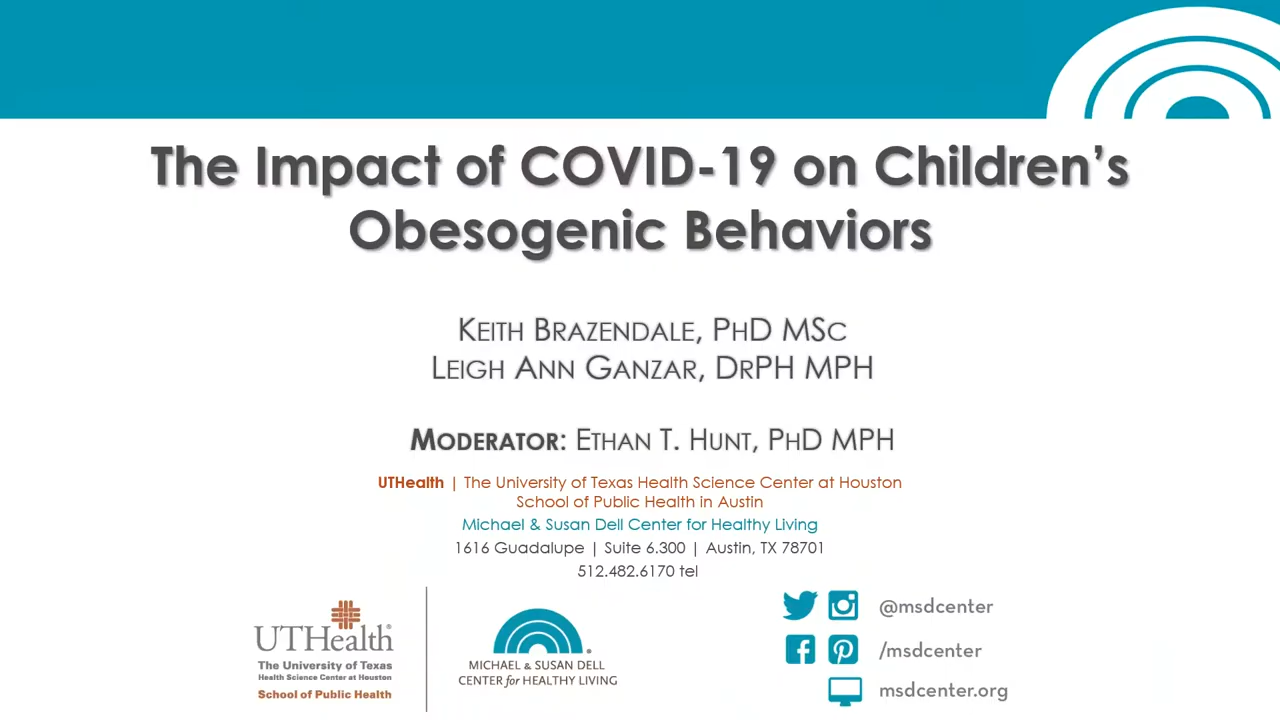 The Impact of COVID-19 on Children's
Obesogenic Behaviors
KEITH BRAZENDALE, PHD MSC
LEIGH ANN GANZAR, DRPH MPH
MODERATOR: ETHAN T. HUNT, PHD MPH
UTHealth | The University of Texas Health Science Center at Houston
School of Public Health in Austin
Michael & Susan Dell Center for Healthy Living
1616 Guadalupe | Suite 6.300 | Austin, TX 78701
512.482.6170 tel
UTHealth®
The University of Texas
Health Science Center at Houston
School of Public Health
®
MICHAEL & SUSAN DELL
CENTER for HEALTHY LIVING
@msdcenter
/msdcenter
msdcenter.org